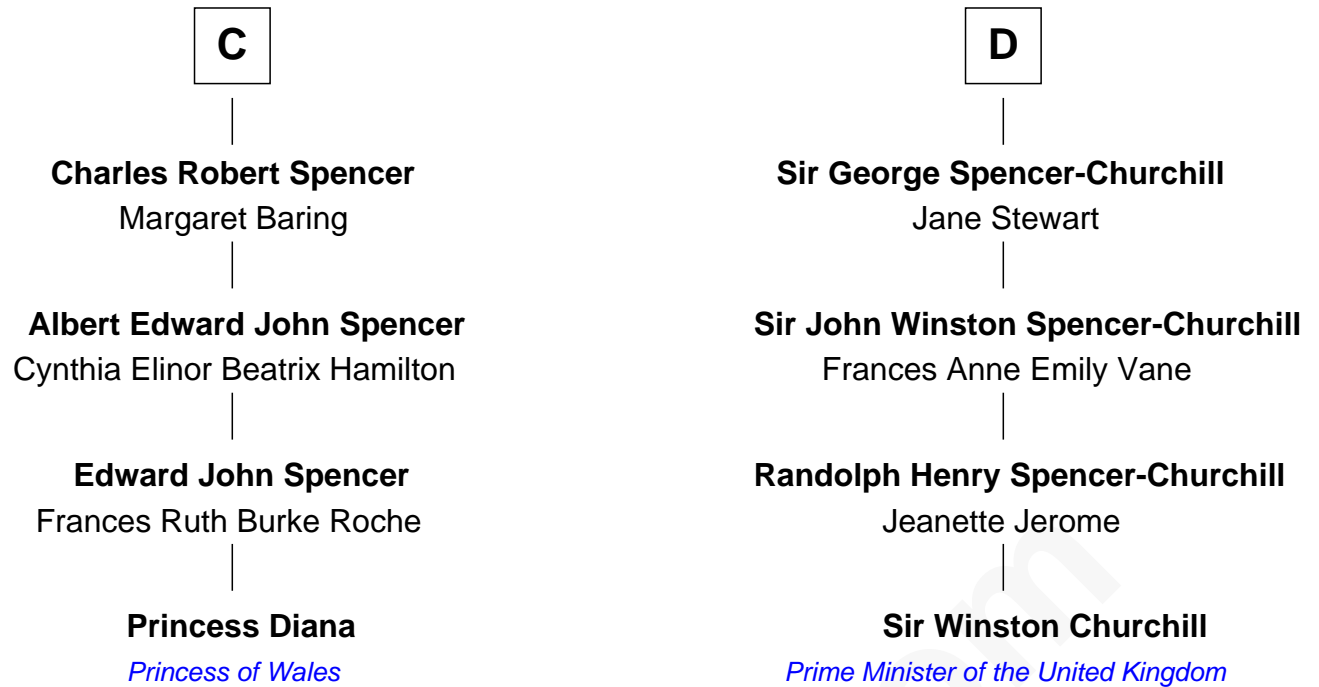 C
Charles Robert Spencer
Margaret Baring
Albert Edward John Spencer
Cynthia Elinor Beatrix Hamilton
Edward John Spencer
Frances Ruth Burke Roche
Princess Diana
Princess of Wales
D
Sir George Spencer-Churchill
Jane Stewart
Sir John Winston Spencer-Churchill
Frances Anne Emily Vane
Randolph Henry Spencer-Churchill
Jeanette Jerome
Sir Winston Churchill
Prime Minister of the United Kingdom